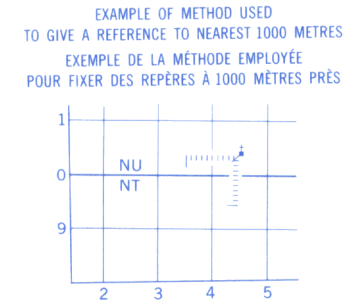 EXAMPLE OF METHOD USED
TO GIVE A REFERENCE TO NEAREST 1000 METRES
EXEMPLE DE LA MÉTHODE EMPLOYÉE
POUR FIXER DES REPÈRES À 1000 MÈTRES PRÈS
1
NU
0
NT
9
2 3 4 5